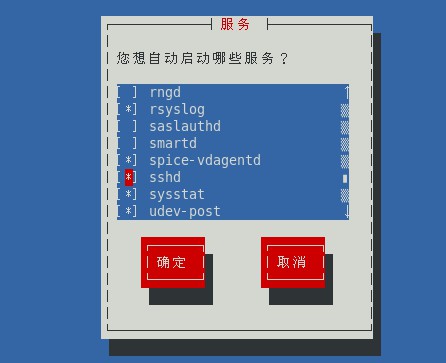 服务
您想自动启动哪些服务？
[ ] rngd
[*] rsyslog
[ ] saslauthd
[ ] smartd
[*] spice-vdagentd
[*] sshd
[*] sysstat
[*] udev-post
确定 取消